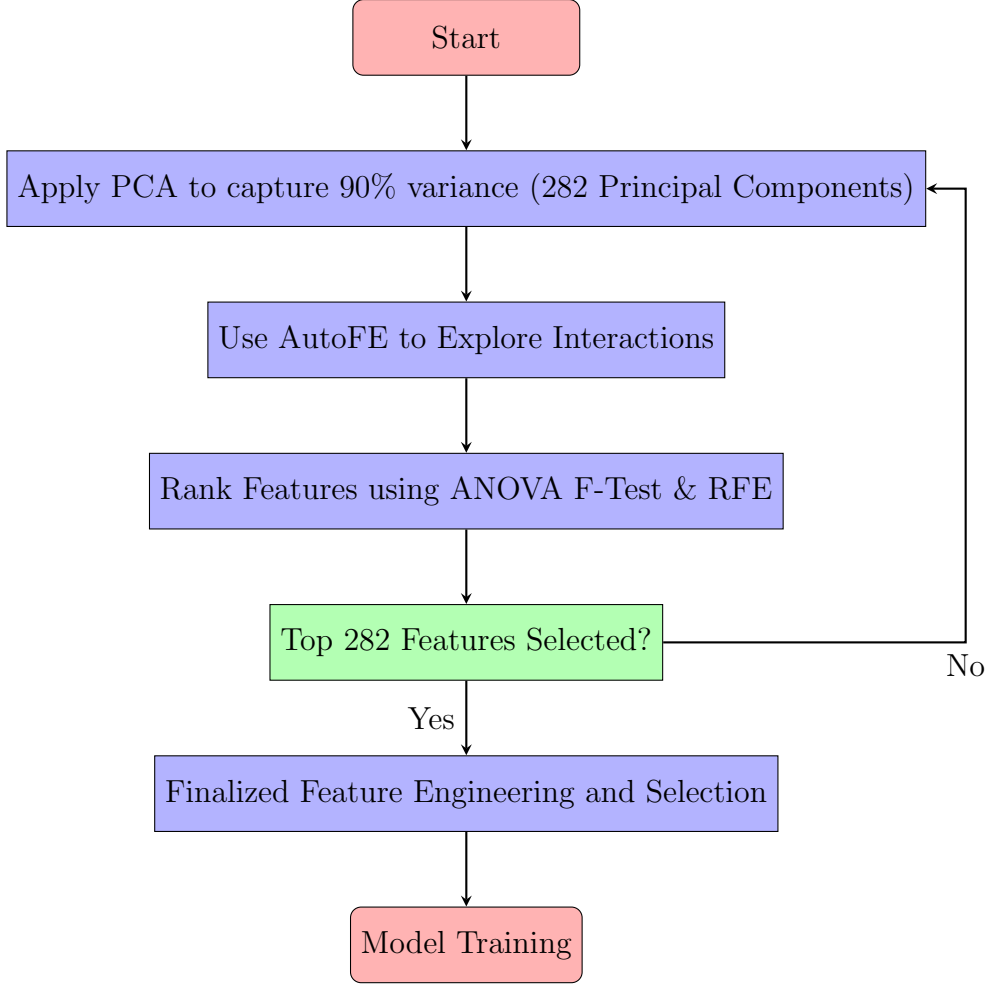 Start
Apply PCA to capture 90% variance (282 Principal Components)
Use AutoFE to Explore Interactions
Rank Features using ANOVA F-Test & RFE
Top 282 Features Selected?
No
Yes
Finalized Feature Engineering and Selection
Model Training